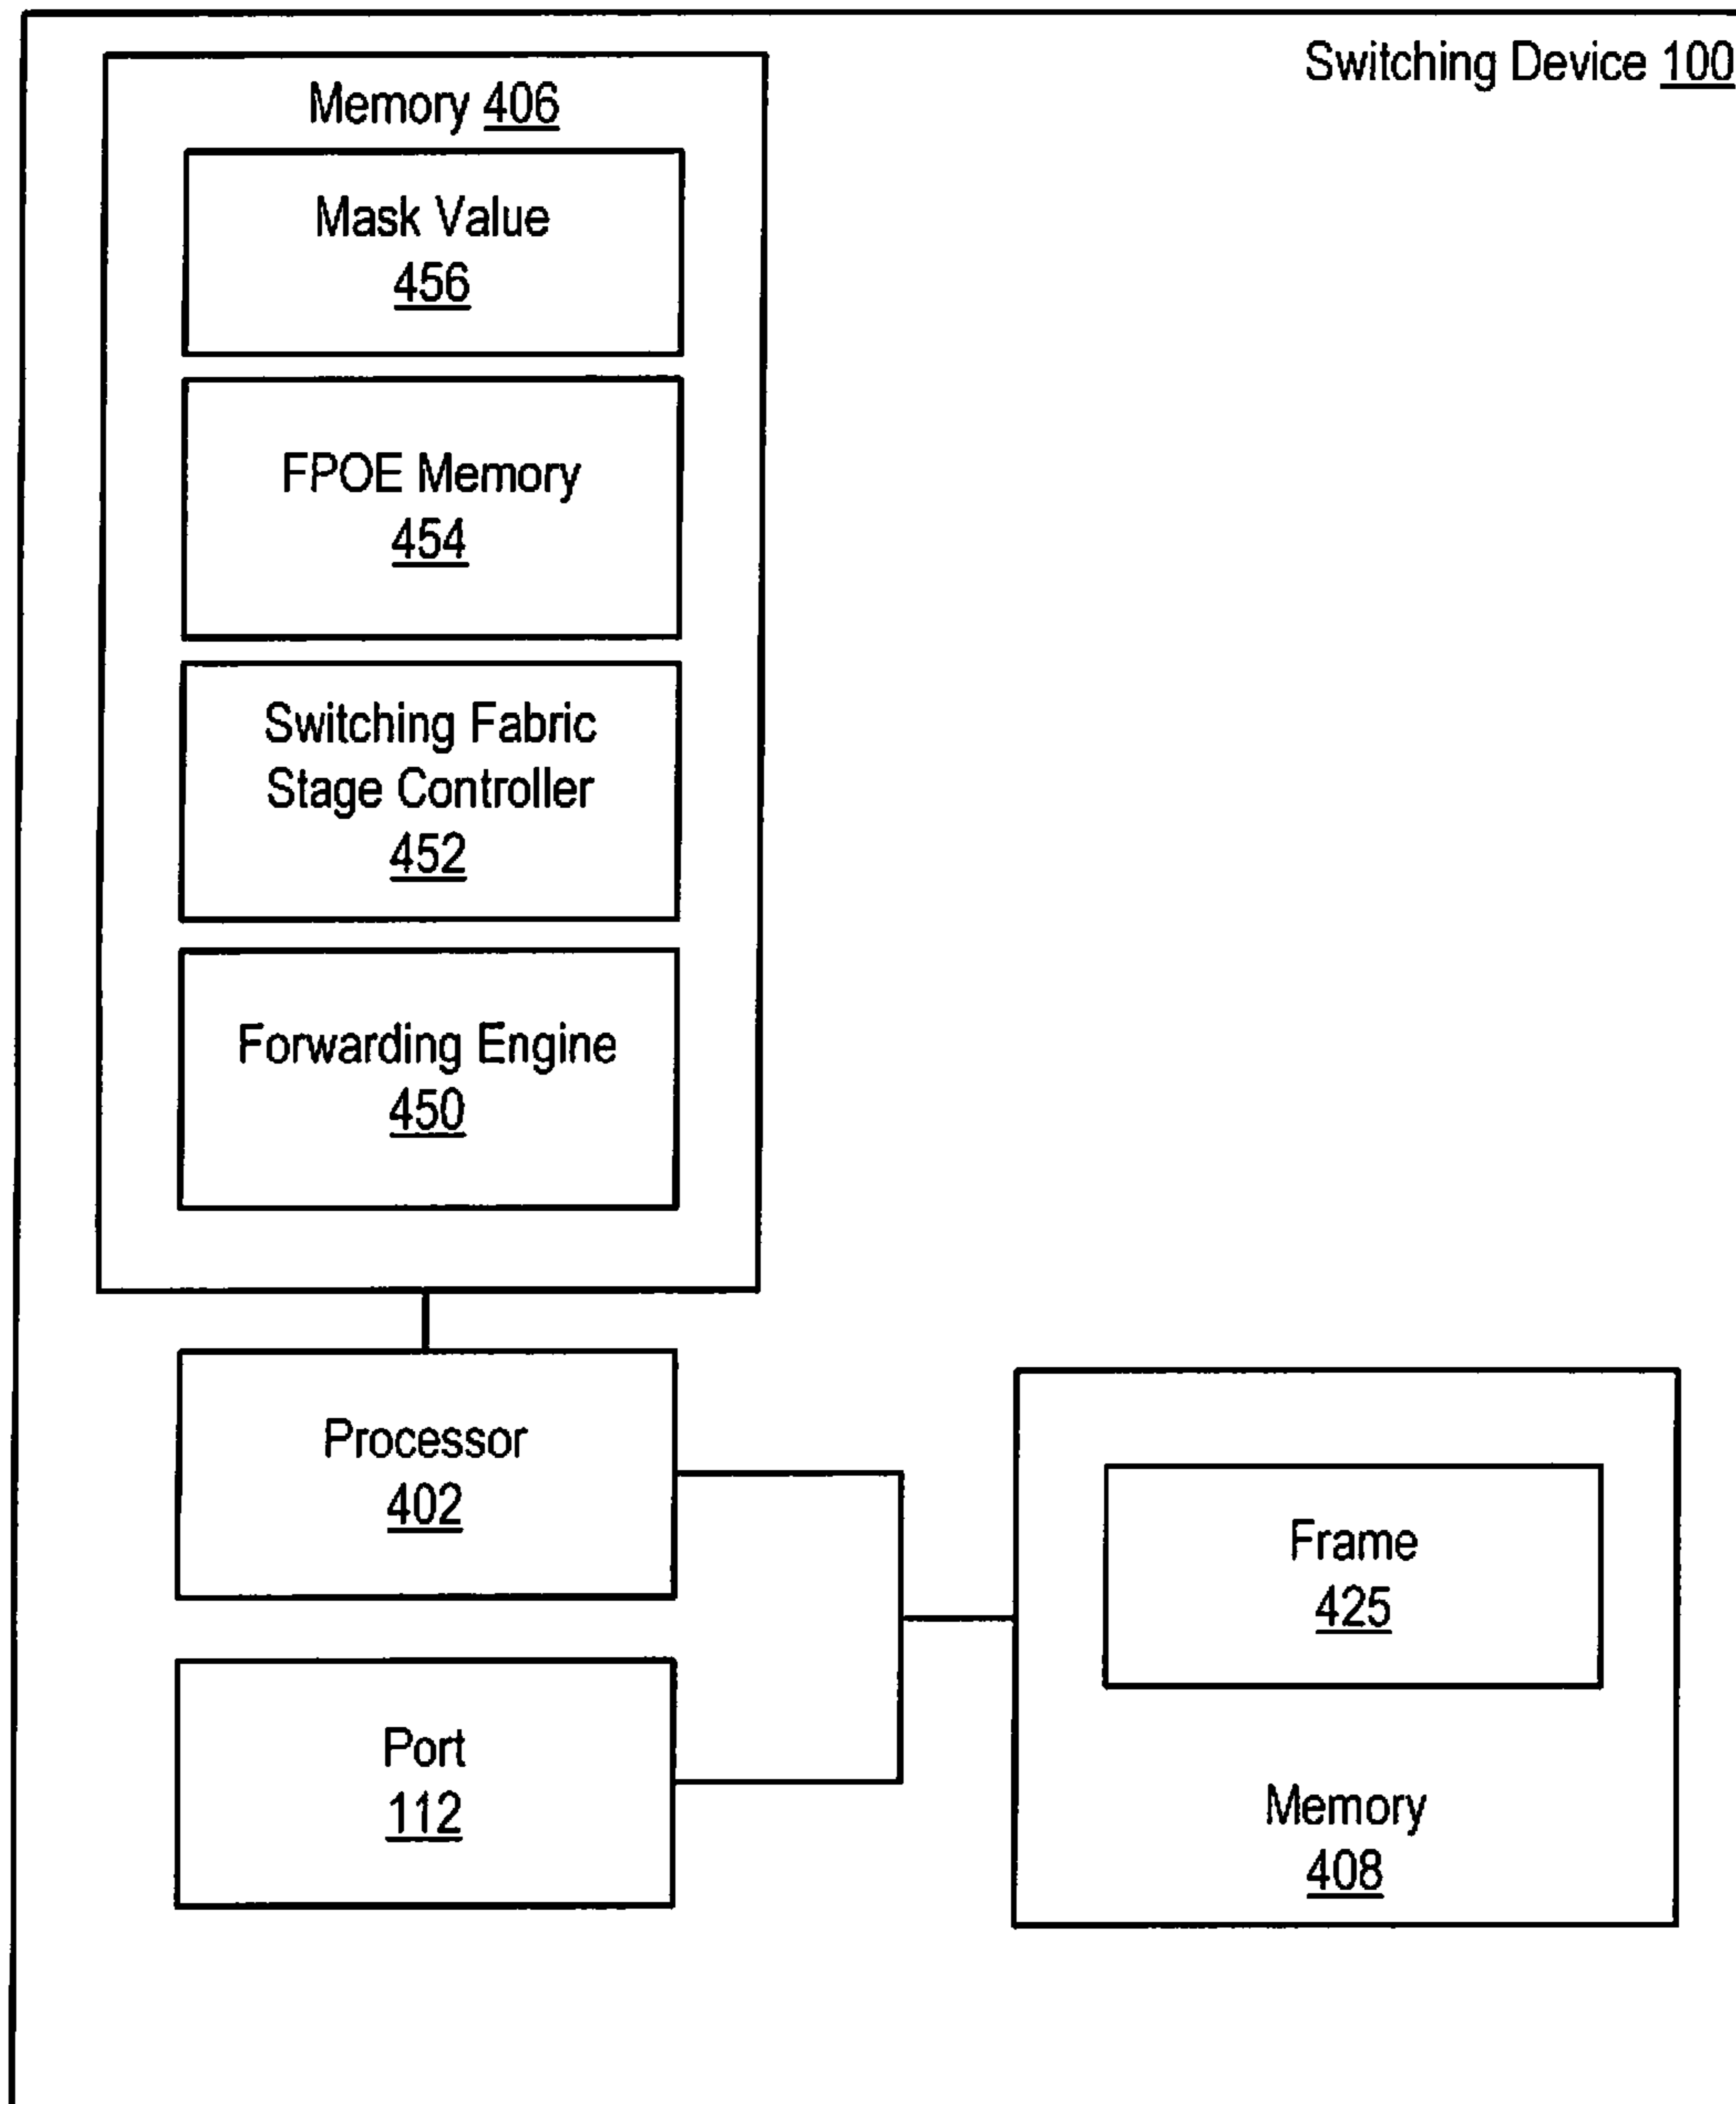 Switching Device 100
Memory 406
Mask Value
456
FPOE Memory
454
Switching Fabric
Stage Controller
452
Forwarding Engine
450
Processor
402
Frame
425
Port
112
Memory
408